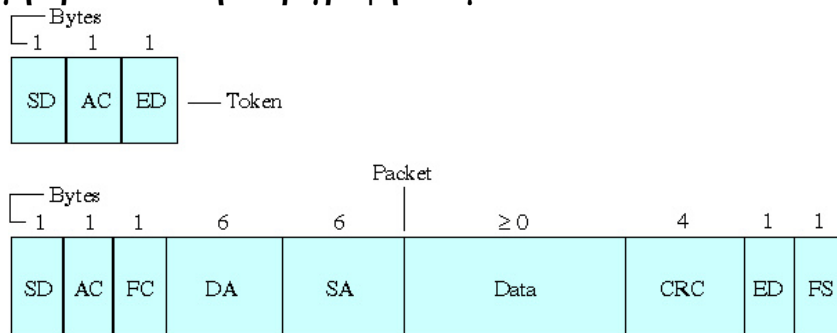 Bytes
1 1 1
SD AC ED Token
Packet
Bytes
1 1 1 6 6 ≥ 0 4 1 1
SD AC FC DA SA Data CRC ED FS